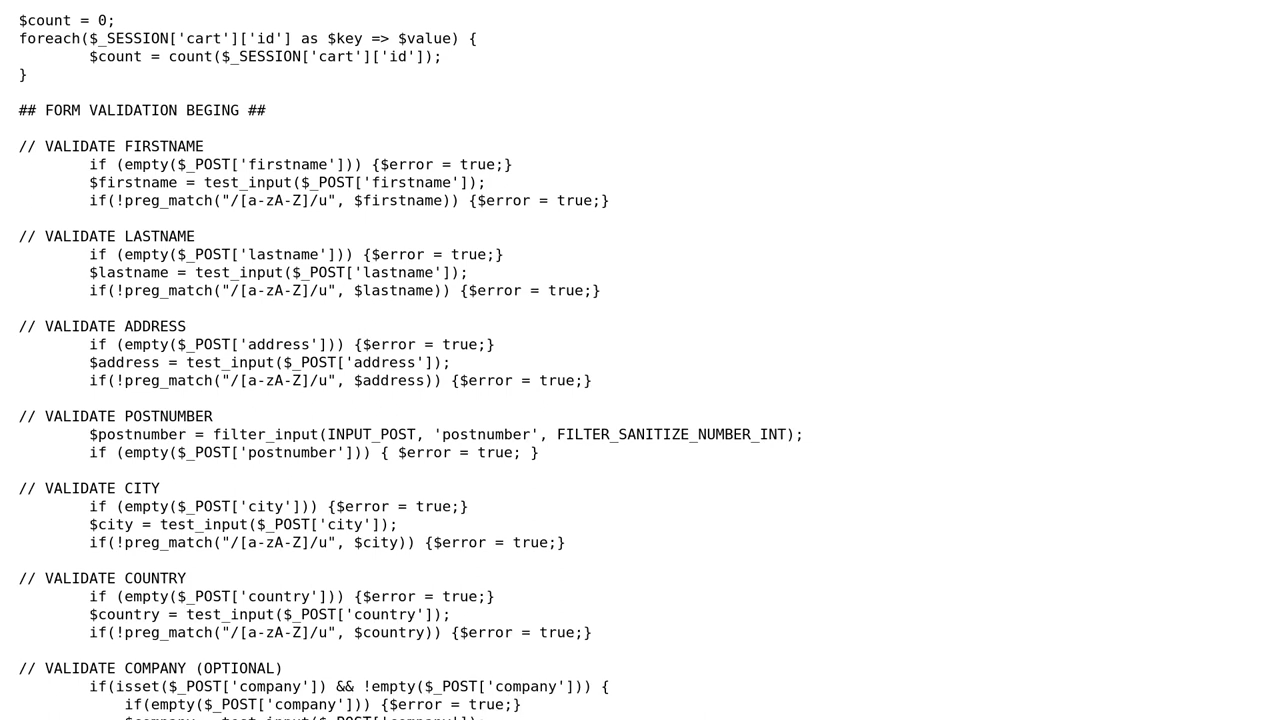 $count = 0;
foreach($_SESSION['cart']['id'] as $key => $value) {
        $count = count($_SESSION['cart']['id']);
}

## FORM VALIDATION BEGING ##

// VALIDATE FIRSTNAME
        if (empty($_POST['firstname'])) {$error = true;}
        $firstname = test_input($_POST['firstname']);
        if(!preg_match("/[a-zA-Z]/u", $firstname)) {$error = true;}

// VALIDATE LASTNAME
        if (empty($_POST['lastname'])) {$error = true;}
        $lastname = test_input($_POST['lastname']);
        if(!preg_match("/[a-zA-Z]/u", $lastname)) {$error = true;}

// VALIDATE ADDRESS
        if (empty($_POST['address'])) {$error = true;}
        $address = test_input($_POST['address']);
        if(!preg_match("/[a-zA-Z]/u", $address)) {$error = true;}

// VALIDATE POSTNUMBER
        $postnumber = filter_input(INPUT_POST, 'postnumber', FILTER_SANITIZE_NUMBER_INT);
        if (empty($_POST['postnumber'])) { $error = true; }

// VALIDATE CITY
        if (empty($_POST['city'])) {$error = true;}
        $city = test_input($_POST['city']);
        if(!preg_match("/[a-zA-Z]/u", $city)) {$error = true;}

// VALIDATE COUNTRY
        if (empty($_POST['country'])) {$error = true;}
        $country = test_input($_POST['country']);
        if(!preg_match("/[a-zA-Z]/u", $country)) {$error = true;}

// VALIDATE COMPANY (OPTIONAL)
        if(isset($_POST['company']) && !empty($_POST['company'])) {
            if(empty($_POST['company'])) {$error = true;}
            $company = test_input($_POST['company']);